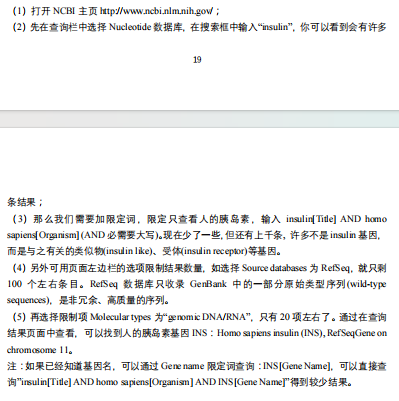 （1）打开 NCBI 主页 http://www.ncbi.nlm.nih.gov/；
（2）先在查询栏中选择 Nucleotide 数据库，在搜索框中输入“insulin”，你可以看到会有许多
19
条结果；
（3）那么我们需要加限定词，限定只查看人的胰岛素，输入 insulin[Title] AND homo
sapiens[Organism] (AND 必需要大写)。现在少了一些，但还有上千条，许多不是 insulin 基因，
而是与之有关的类似物(insulin like)、受体(insulin receptor)等基因。
（4）另外可用页面左边栏的选项限制结果数量，如选择 Source databases 为 RefSeq，就只剩
100 个左右条目。RefSeq 数据库只收录 GenBank 中的一部分原始类型序列(wild-type
sequences)，是非冗余、高质量的序列。
（5）再选择限制项 Molecular types 为“genomic DNA/RNA”，只有 20 项左右了。通过在查询
结果页面中查看，可以找到人的胰岛素基因 INS：Homo sapiens insulin (INS), RefSeqGene on
chromosome 11。
注：如果已经知道基因名，可以通过 Gene name 限定词查询：INS[Gene Name]，可以直接查
询”insulin[Title] AND homo sapiens[Organism] AND INS[Gene Name]”得到较少结果。